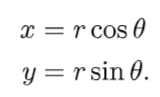 x = r cos θ
y = r sin θ.